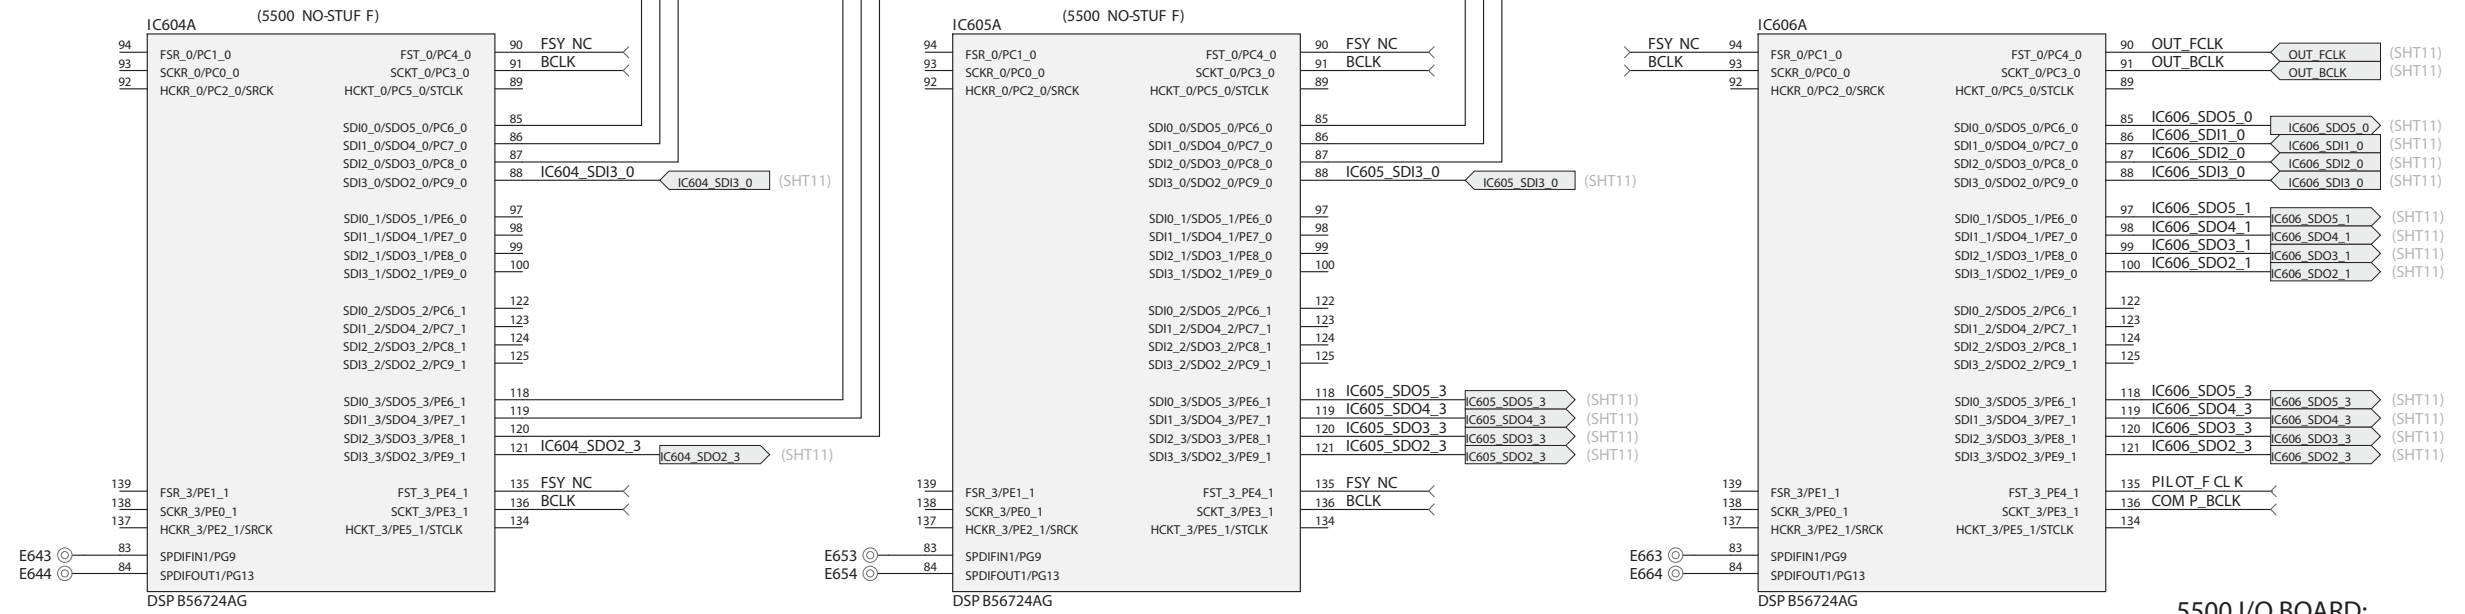 (5500 NO-STUF F)
IC604A
94 FSR_0/PC1_0 FST_0/PC4_0 90 FSY NC
93 SCKR_0/PC0_0 SCKT_0/PC3_0 91 BCLK
92 HCKR_0/PC2_0/SRCK HCKT_0/PC5_0/STCLK 89
SDI0_0/SDO5_0/PC6_0 85
SDI1_0/SDO4_0/PC7_0 86
SDI2_0/SDO3_0/PC8_0 87
SDI3_0/SDO2_0/PC9_0 88 IC604_SDI3_0 IC604_SDI3_0 (SHT11)
SDI0_1/SDO5_1/PE6_0 97
SDI1_1/SDO4_1/PE7_0 98
SDI2_1/SDO3_1/PE8_0 99
SDI3_1/SDO2_1/PE9_0 100
SDI0_2/SDO5_2/PC6_1 122
SDI1_2/SDO4_2/PC7_1 123
SDI2_2/SDO3_2/PC8_1 124
SDI3_2/SDO2_2/PC9_1 125
SDI0_3/SDO5_3/PE6_1 118
SDI1_3/SDO4_3/PE7_1 119
SDI2_3/SDO3_3/PE8_1 120
SDI3_3/SDO2_3/PE9_1 121 IC604_SDO2_3 IC604_SDO2_3 (SHT11)
139 FSR_3/PE1_1 FST_3_PE4_1 135 FSY NC
138 SCKR_3/PE0_1 SCKT_3/PE3_1 136 BCLK
137 HCKR_3/PE2_1/SRCK HCKT_3/PE5_1/STCLK 134
E643 83 SPDIFIN1/PG9
E644 84 SPDIFOUT1/PG13
DSP B56724AG
(5500 NO-STUF F)
IC605A
94 FSR_0/PC1_0 FST_0/PC4_0 90 FSY NC
93 SCKR_0/PC0_0 SCKT_0/PC3_0 91 BCLK
92 HCKR_0/PC2_0/SRCK HCKT_0/PC5_0/STCLK 89
SDI0_0/SDO5_0/PC6_0 85
SDI1_0/SDO4_0/PC7_0 86
SDI2_0/SDO3_0/PC8_0 87
SDI3_0/SDO2_0/PC9_0 88 IC605_SDI3_0 IC605_SDI3_0 (SHT11)
SDI0_1/SDO5_1/PE6_0 97
SDI1_1/SDO4_1/PE7_0 98
SDI2_1/SDO3_1/PE8_0 99
SDI3_1/SDO2_1/PE9_0 100
SDI0_2/SDO5_2/PC6_1 122
SDI1_2/SDO4_2/PC7_1 123
SDI2_2/SDO3_2/PC8_1 124
SDI3_2/SDO2_2/PC9_1 125
SDI0_3/SDO5_3/PE6_1 118 IC605_SDO5_3 IC605_SDO5_3 (SHT11)
SDI1_3/SDO4_3/PE7_1 119 IC605_SDO4_3 IC605_SDO4_3 (SHT11)
SDI2_3/SDO3_3/PE8_1 120 IC605_SDO3_3 IC605_SDO3_3 (SHT11)
SDI3_3/SDO2_3/PE9_1 121 IC605_SDO2_3 IC605_SDO2_3 (SHT11)
139 FSR_3/PE1_1 FST_3_PE4_1 135 FSY NC
138 SCKR_3/PE0_1 SCKT_3/PE3_1 136 BCLK
137 HCKR_3/PE2_1/SRCK HCKT_3/PE5_1/STCLK 134
E653 83 SPDIFIN1/PG9
E654 84 SPDIFOUT1/PG13
DSP B56724AG
IC606A
FSY NC 94 FSR_0/PC1_0 FST_0/PC4_0 90 OUT_FCLK OUT_FCLK (SHT11)
BCLK 93 SCKR_0/PC0_0 SCKT_0/PC3_0 91 OUT_BCLK OUT_BCLK (SHT11)
92 HCKR_0/PC2_0/SRCK HCKT_0/PC5_0/STCLK 89
SDI0_0/SDO5_0/PC6_0 85 IC606_SDO5_0 IC606_SDO5_0 (SHT11)
SDI1_0/SDO4_0/PC7_0 86 IC606_SDI1_0 IC606_SDI1_0 (SHT11)
SDI2_0/SDO3_0/PC8_0 87 IC606_SDI2_0 IC606_SDI2_0 (SHT11)
SDI3_0/SDO2_0/PC9_0 88 IC606_SDI3_0 IC606_SDI3_0 (SHT11)
SDI0_1/SDO5_1/PE6_0 97 IC606_SDO5_1 IC606_SDO5_1 (SHT11)
SDI1_1/SDO4_1/PE7_0 98 IC606_SDO4_1 IC606_SDO4_1 (SHT11)
SDI2_1/SDO3_1/PE8_0 99 IC606_SDO3_1 IC606_SDO3_1 (SHT11)
SDI3_1/SDO2_1/PE9_0 100 IC606_SDO2_1 IC606_SDO2_1 (SHT11)
SDI0_2/SDO5_2/PC6_1 122
SDI1_2/SDO4_2/PC7_1 123
SDI2_2/SDO3_2/PC8_1 124
SDI3_2/SDO2_2/PC9_1 125
SDI0_3/SDO5_3/PE6_1 118 IC606_SDO5_3 IC606_SDO5_3 (SHT11)
SDI1_3/SDO4_3/PE7_1 119 IC606_SDO4_3 IC606_SDO4_3 (SHT11)
SDI2_3/SDO3_3/PE8_1 120 IC606_SDO3_3 IC606_SDO3_3 (SHT11)
SDI3_3/SDO2_3/PE9_1 121 IC606_SDO2_3 IC606_SDO2_3 (SHT11)
139 FSR_3/PE1_1 FST_3_PE4_1 135 PILOT_F CL K
138 SCKR_3/PE0_1 SCKT_3/PE3_1 136 COM P_BCLK
137 HCKR_3/PE2_1/SRCK HCKT_3/PE5_1/STCLK 134
E663 83 SPDIFIN1/PG9
E664 84 SPDIFOUT1/PG13
DSP B56724AG
5500 I/O BOARD: